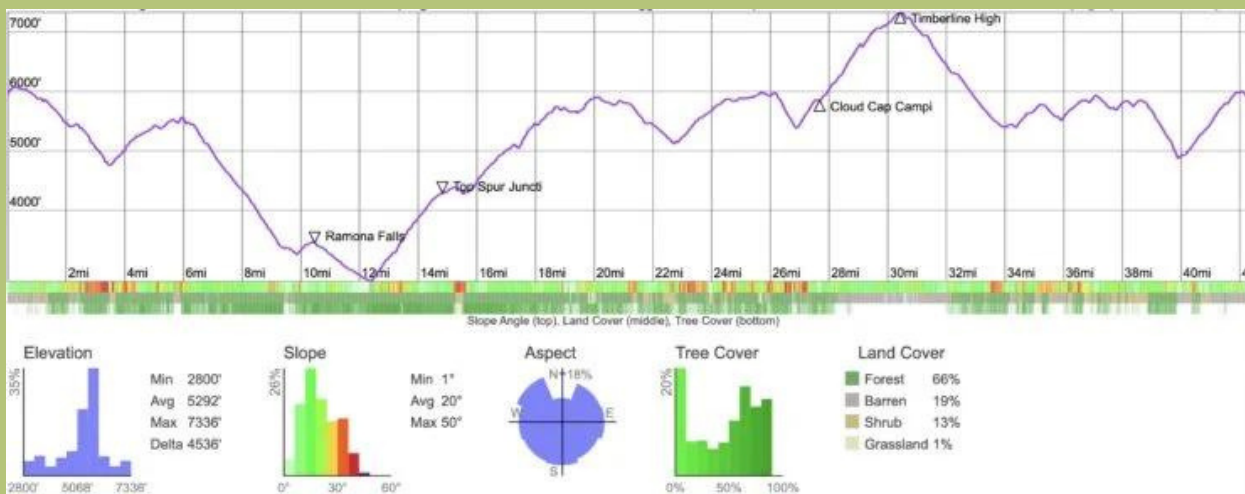 7000'
Timberline High
6000'
Cloud Cap Campi
5000'
Top Spur Juncti
4000'
Ramona Falls
2mi 4mi 6mi 8mi 10mi 12mi 14mi 16mi 18mi 20mi 22mi 24mi 26mi 28mi 30mi 32mi 34mi 36mi 38mi 40mi 4
Slope Angle (top), Land Cover (middle), Tree Cover (bottom)
Elevation
35%
Min 2800'
Avg 5292'
Max 7336'
Delta 4536'
2800' 5068' 7336'
Slope
26%
Min 1°
Avg 20°
Max 50°
0° 30° 60°
Aspect
N 18%
W E
S
Tree Cover
20%
0% 50% 100%
Land Cover
Forest 66%
Barren 19%
Shrub 13%
Grassland 1%